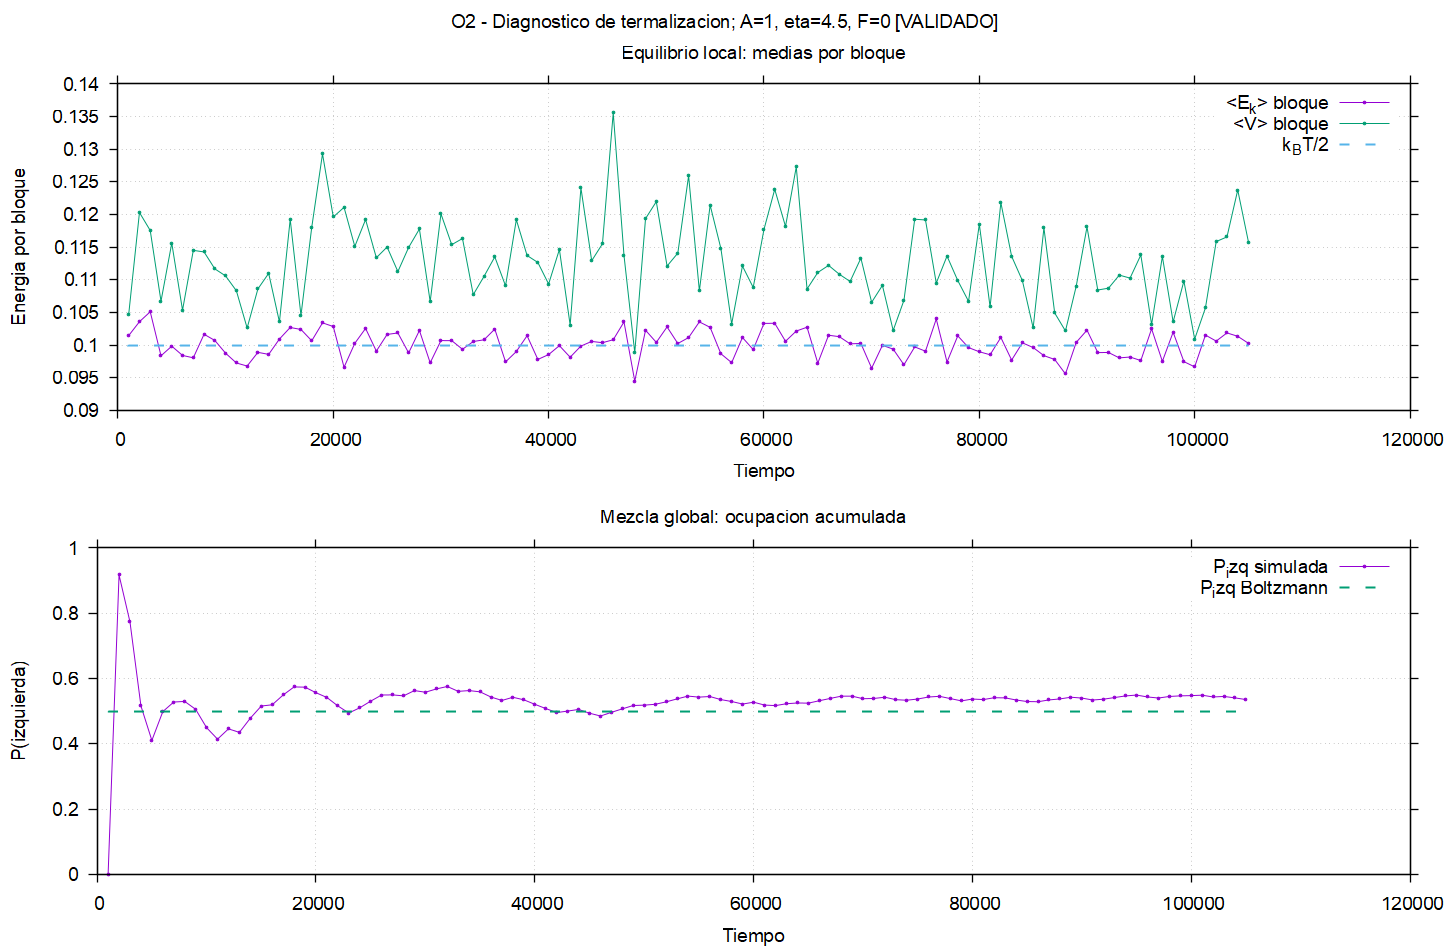 O2 - Diagnostico de termalizacion; A=1, eta=4.5, F=0 [VALIDADO]
Equilibrio local: medias por bloque
0.14
0.135
0.13
0.125
0.12
0.115
0.11
0.105
0.1
0.095
0.09
Energia por bloque
<Ek> bloque
<V> bloque
kBT/2
0
20000
40000
60000
80000
100000
120000
Tiempo
Mezcla global: ocupacion acumulada
1
0.8
0.6
0.4
0.2
0
P(izquierda)
Pizq simulada
Pizq Boltzmann
0
20000
40000
60000
80000
100000
120000
Tiempo